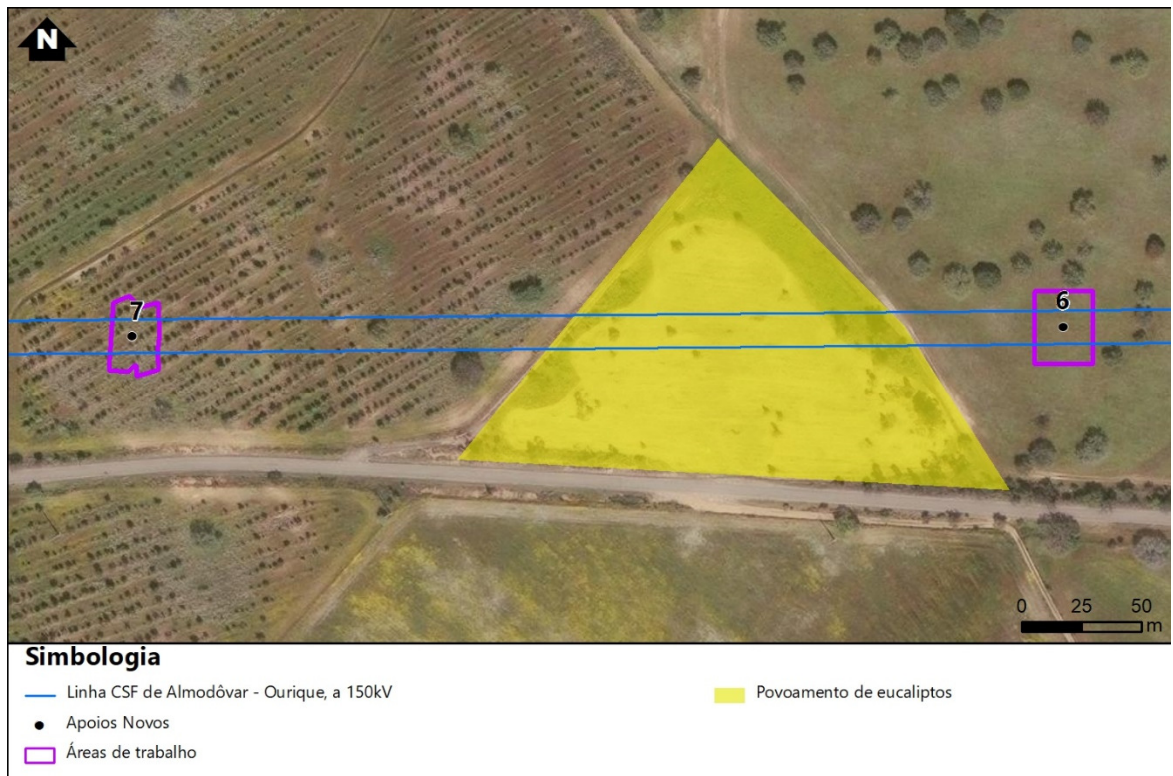 N
7
6
0 25 50
m
Simbologia
Linha CSF de Almodôvar - Ourique, a 150kV
Povoamento de eucaliptos
Apoios Novos
Áreas de trabalho